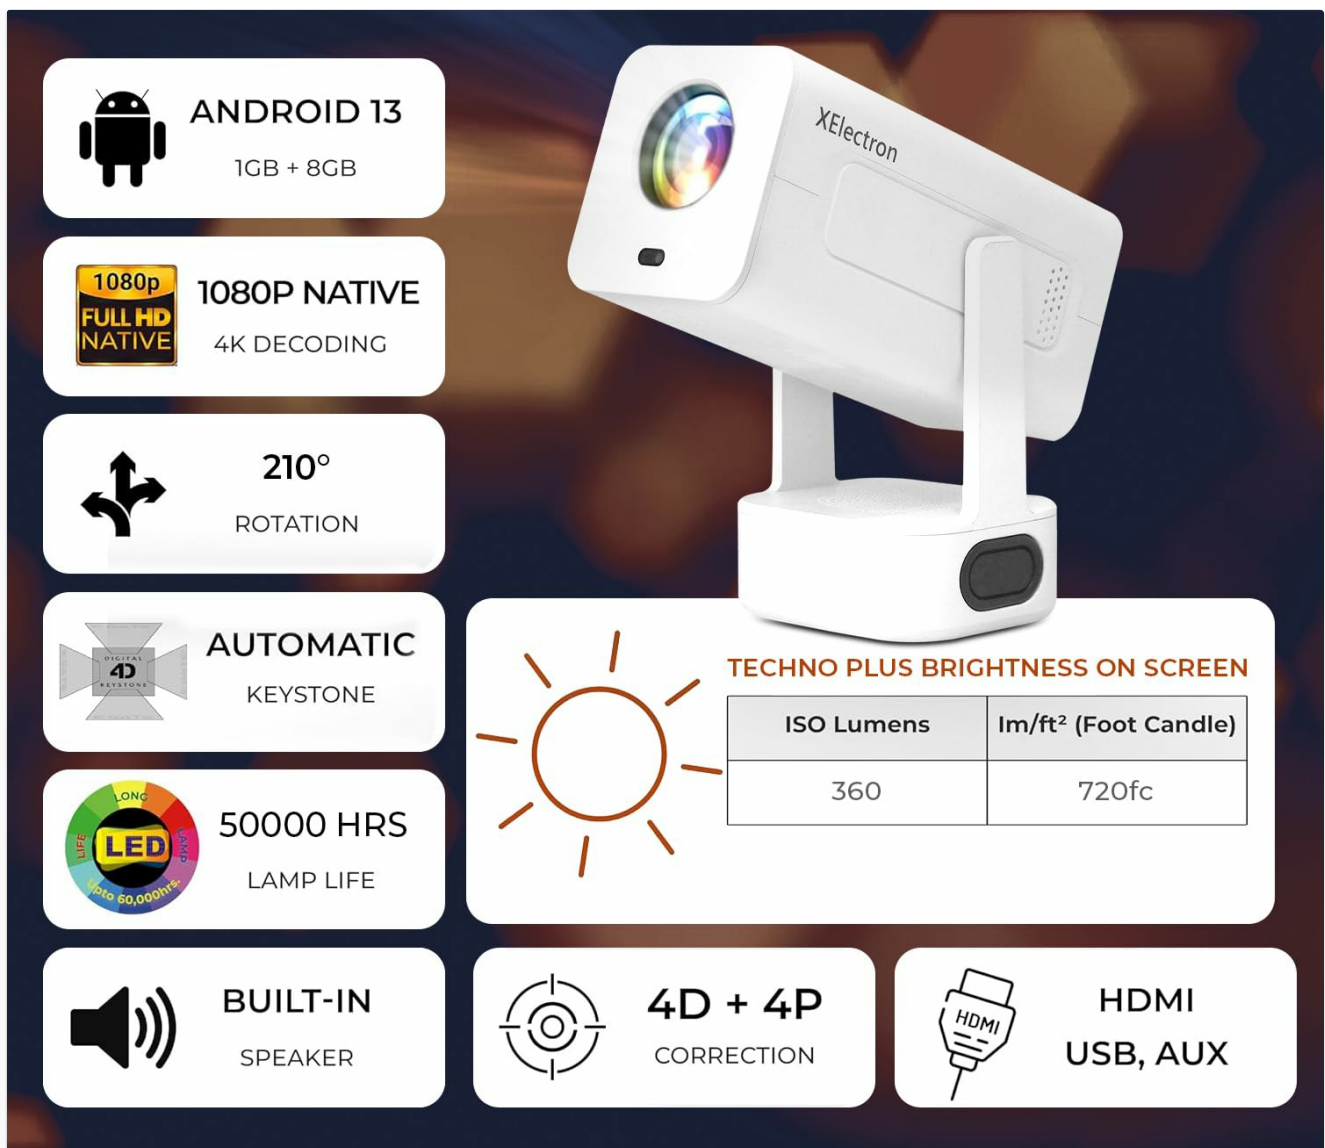 ANDROID 13
1GB + 8GB
XElectron
1080p
FULL HD
NATIVE
1080P NATIVE
4K DECODING
210°
ROTATION
DIGITAL
4D
KEYSTONE
AUTOMATIC
KEYSTONE
TECHNO PLUS BRIGHTNESS ON SCREEN
ISO Lumens
lm/ft² (Foot Candle)
360
720fc
LONG
LIFE
LED
LAMP
Upto 60,000hrs.
50000 HRS
LAMP LIFE
BUILT-IN
SPEAKER
4D + 4P
CORRECTION
HDMI
HDMI
USB, AUX